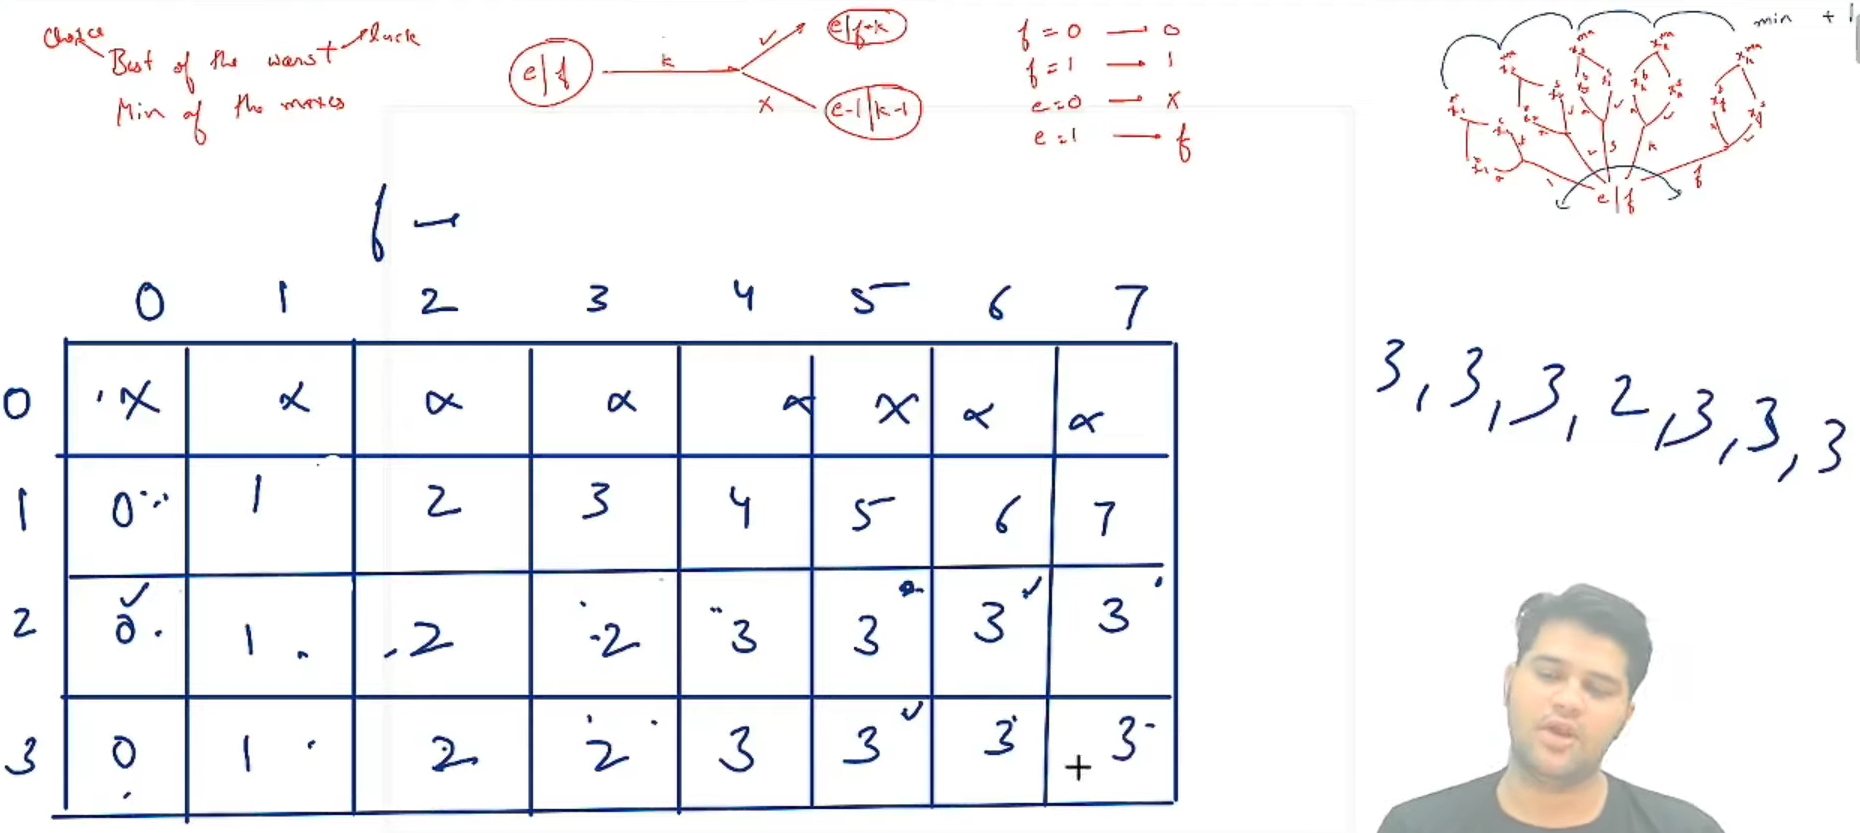 Choice luck
Best of the worst
Min of the maxes
e|f k ✓ e|f-k
x e-1|k-1
f=0 → 0
f=1 → 1
e=0 → x
e=1 → f
min + 1
e|f
f →
0 1 2 3 4 5 6 7
0 X α α α α X α α
1 0 1 2 3 4 5 6 7
2 0 1 2 2 3 3 3 3
3 0 1 2 2 3 3 3 3
3, 3, 3, 2, 3, 3, 3